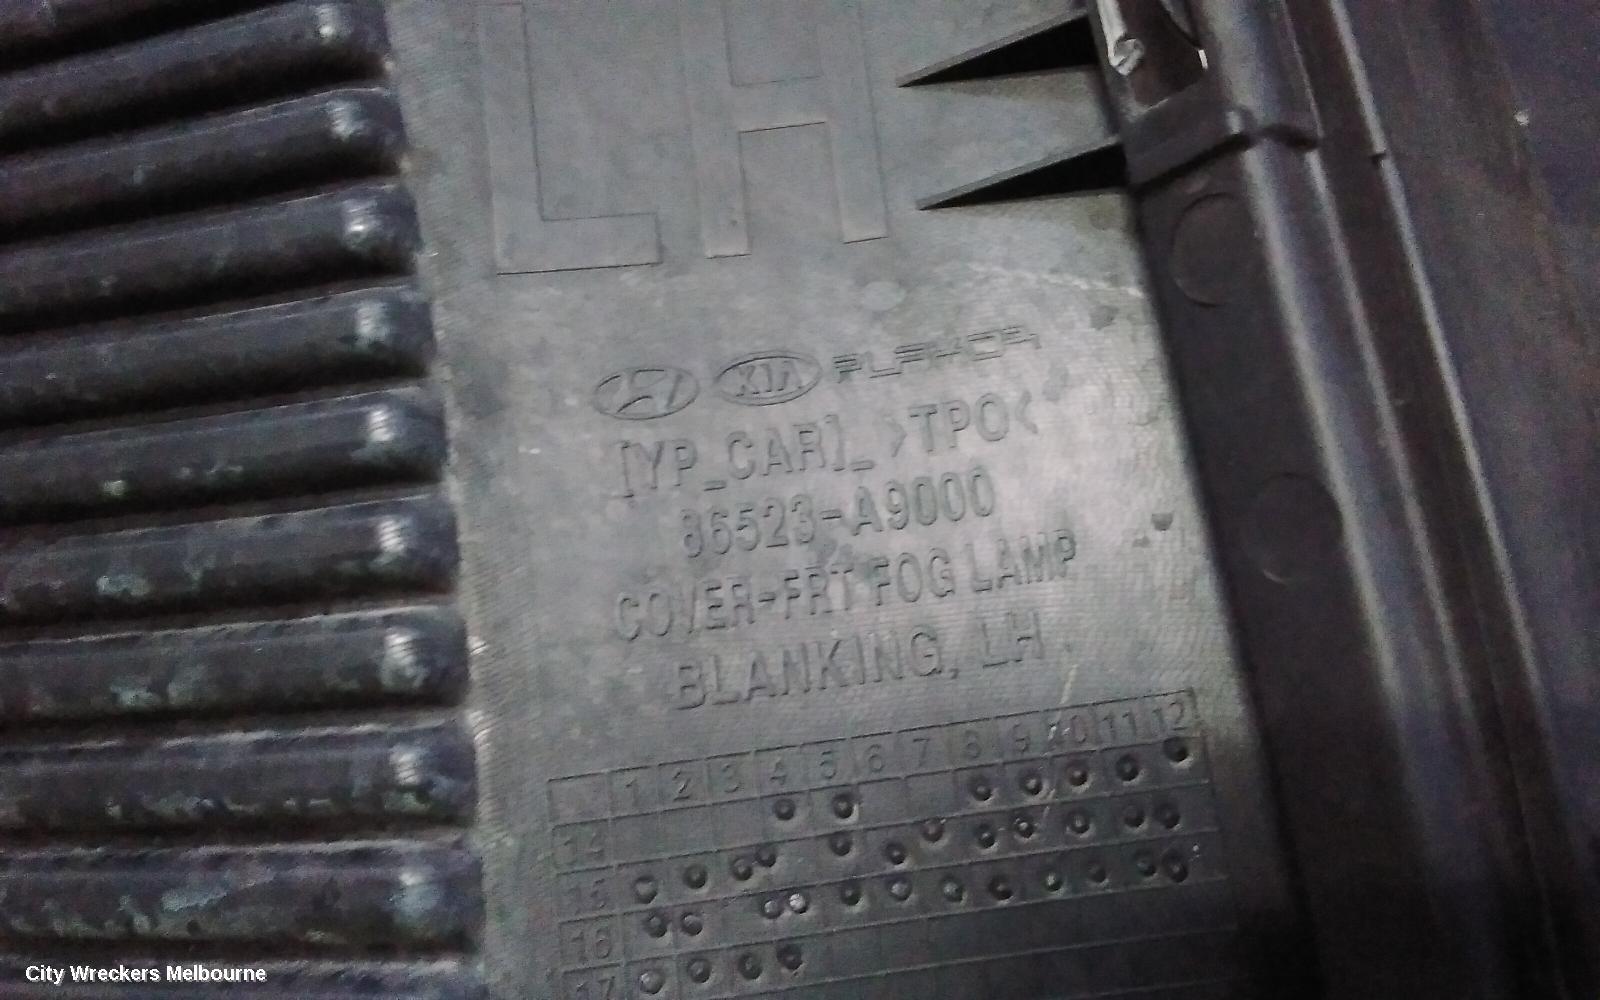 LH
KIA PLAKOR
[YP_CAR]_ >TPO<
86523-A9000
COVER-FRT FOG LAMP
BLANKING, LH
1 2 3 4 5 6 7 8 9 10 11 12
14
15
16
17
City Wreckers Melbourne